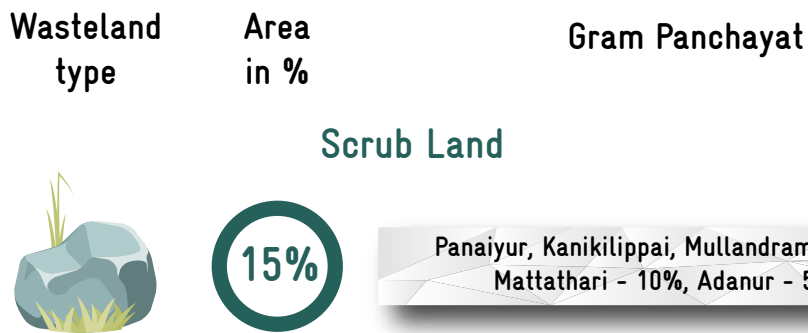 Wasteland type
Area in %
Gram Panchayat
Scrub Land
15%
Panaiyur, Kanikilippai, Mullandram
Mattathari - 10%, Adanur -